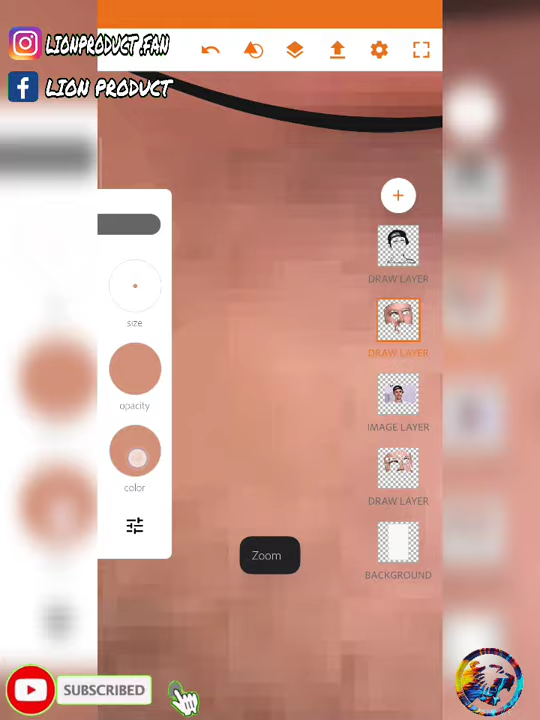 LIONPRODUCT.FAN
LION PRODUCT
size
opacity
color
DRAW LAYER
DRAW LAYER
IMAGE LAYER
DRAW LAYER
BACKGROUND
Zoom
SUBSCRIBED